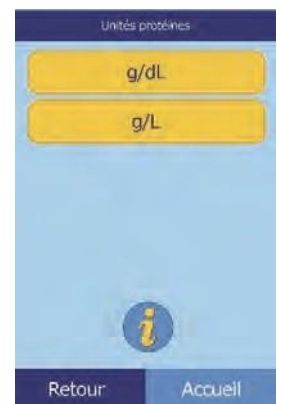 Unités protéines
g/dL
g/L
i
Retour
Accueil